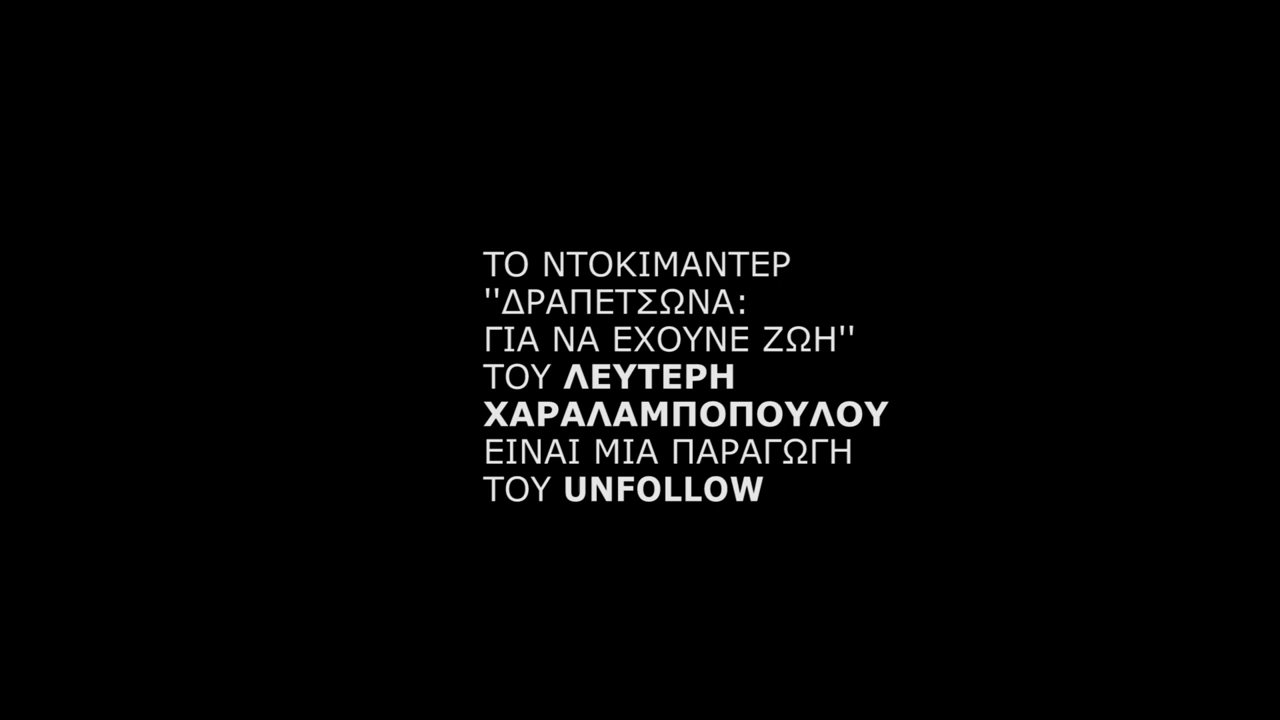 ΤΟ ΝΤΟΚΙΜΑΝΤΕΡ
''ΔΡΑΠΕΤΣΩΝΑ:
ΓΙΑ ΝΑ ΕΧΟΥΝΕ ΖΩΗ''
ΤΟΥ ΛΕΥΤΕΡΗ
ΧΑΡΑΛΑΜΠΟΠΟΥΛΟΥ
ΕΙΝΑΙ ΜΙΑ ΠΑΡΑΓΩΓΗ
ΤΟΥ UNFOLLOW